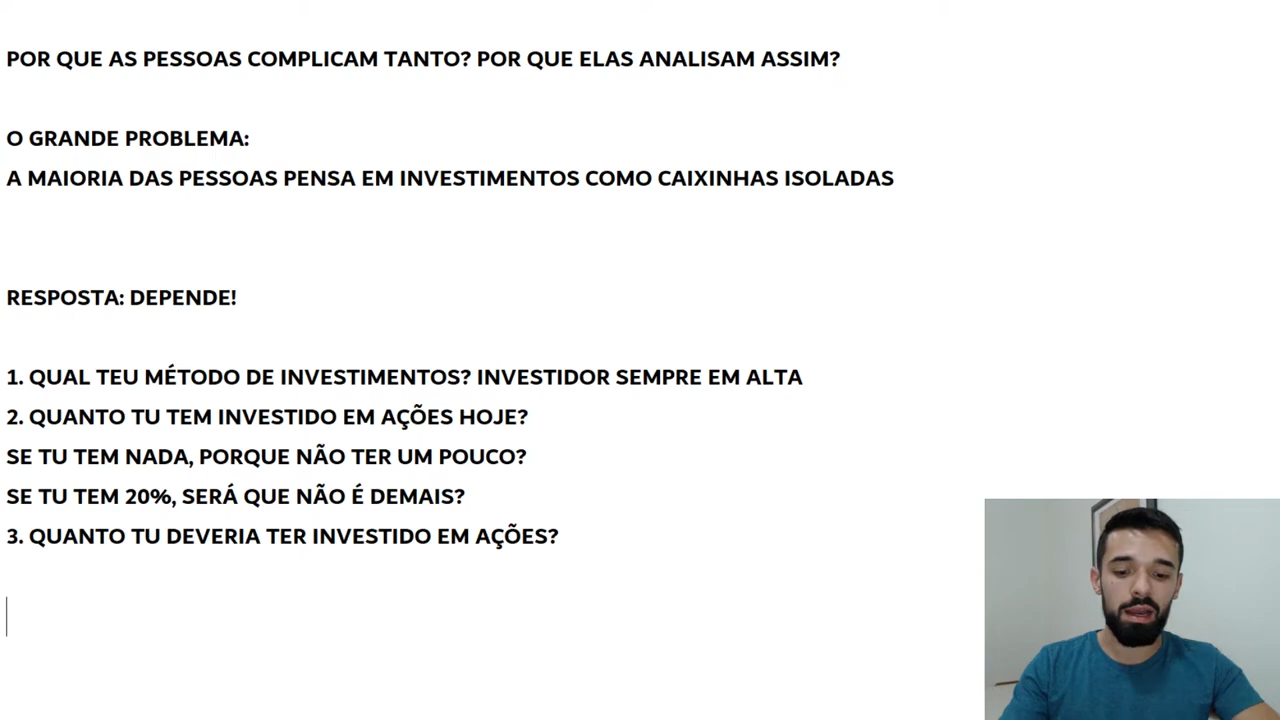 POR QUE AS PESSOAS COMPLICAM TANTO? POR QUE ELAS ANALISAM ASSIM?
O GRANDE PROBLEMA:
A MAIORIA DAS PESSOAS PENSA EM INVESTIMENTOS COMO CAIXINHAS ISOLADAS
RESPOSTA: DEPENDE!
1. QUAL TEU MÉTODO DE INVESTIMENTOS? INVESTIDOR SEMPRE EM ALTA
2. QUANTO TU TEM INVESTIDO EM AÇÕES HOJE?
SE TU TEM NADA, PORQUE NÃO TER UM POUCO?
SE TU TEM 20%, SERÁ QUE NÃO É DEMAIS?
3. QUANTO TU DEVERIA TER INVESTIDO EM AÇÕES?